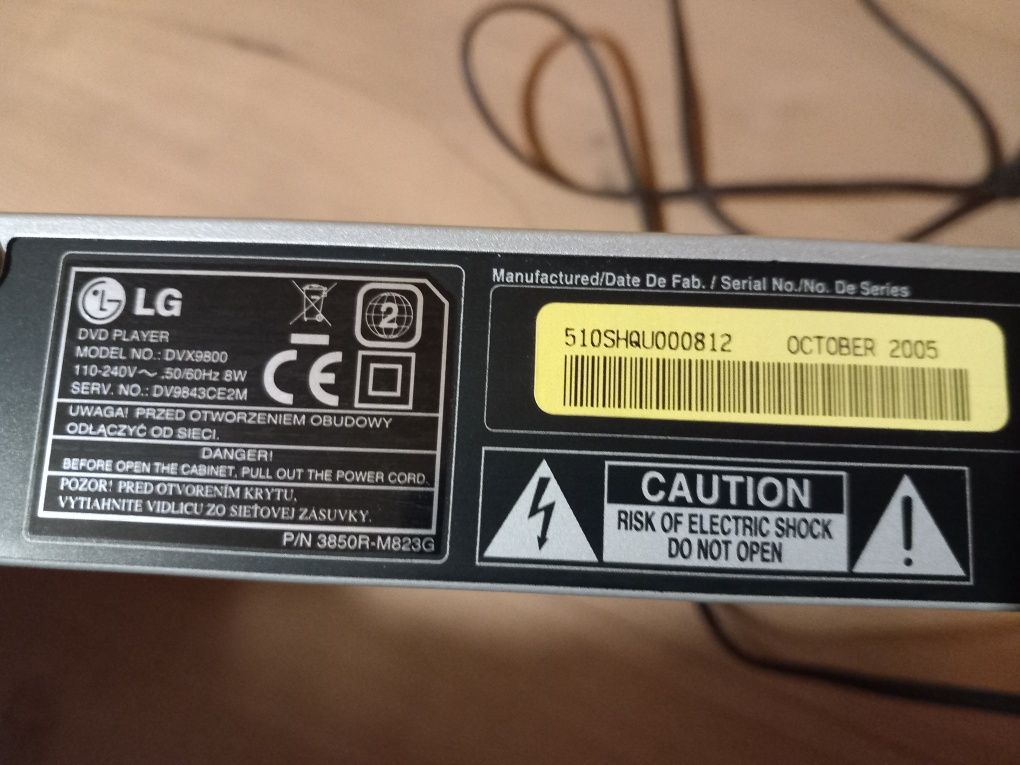 LG
2
DVD PLAYER
MODEL NO.: DVX9800
110-240V～ .50/60Hz 8W
SERV. NO.: DV9843CE2M
CE
UWAGA! PRZED OTWORZENIEM OBUDOWY
ODŁĄCZYĆ OD SIECI.
DANGER!
BEFORE OPEN THE CABINET, PULL OUT THE POWER CORD.
POZOR! PRED OTVORENÍM KRYTU,
VYTIAHNITE VIDLICU ZO SIEŤOVEJ ZÁSUVKY.
P/N 3850R-M823G
Manufactured/Date De Fab. / Serial No./No. De Series
510SHQU000812 OCTOBER 2005
CAUTION
RISK OF ELECTRIC SHOCK
DO NOT OPEN
!